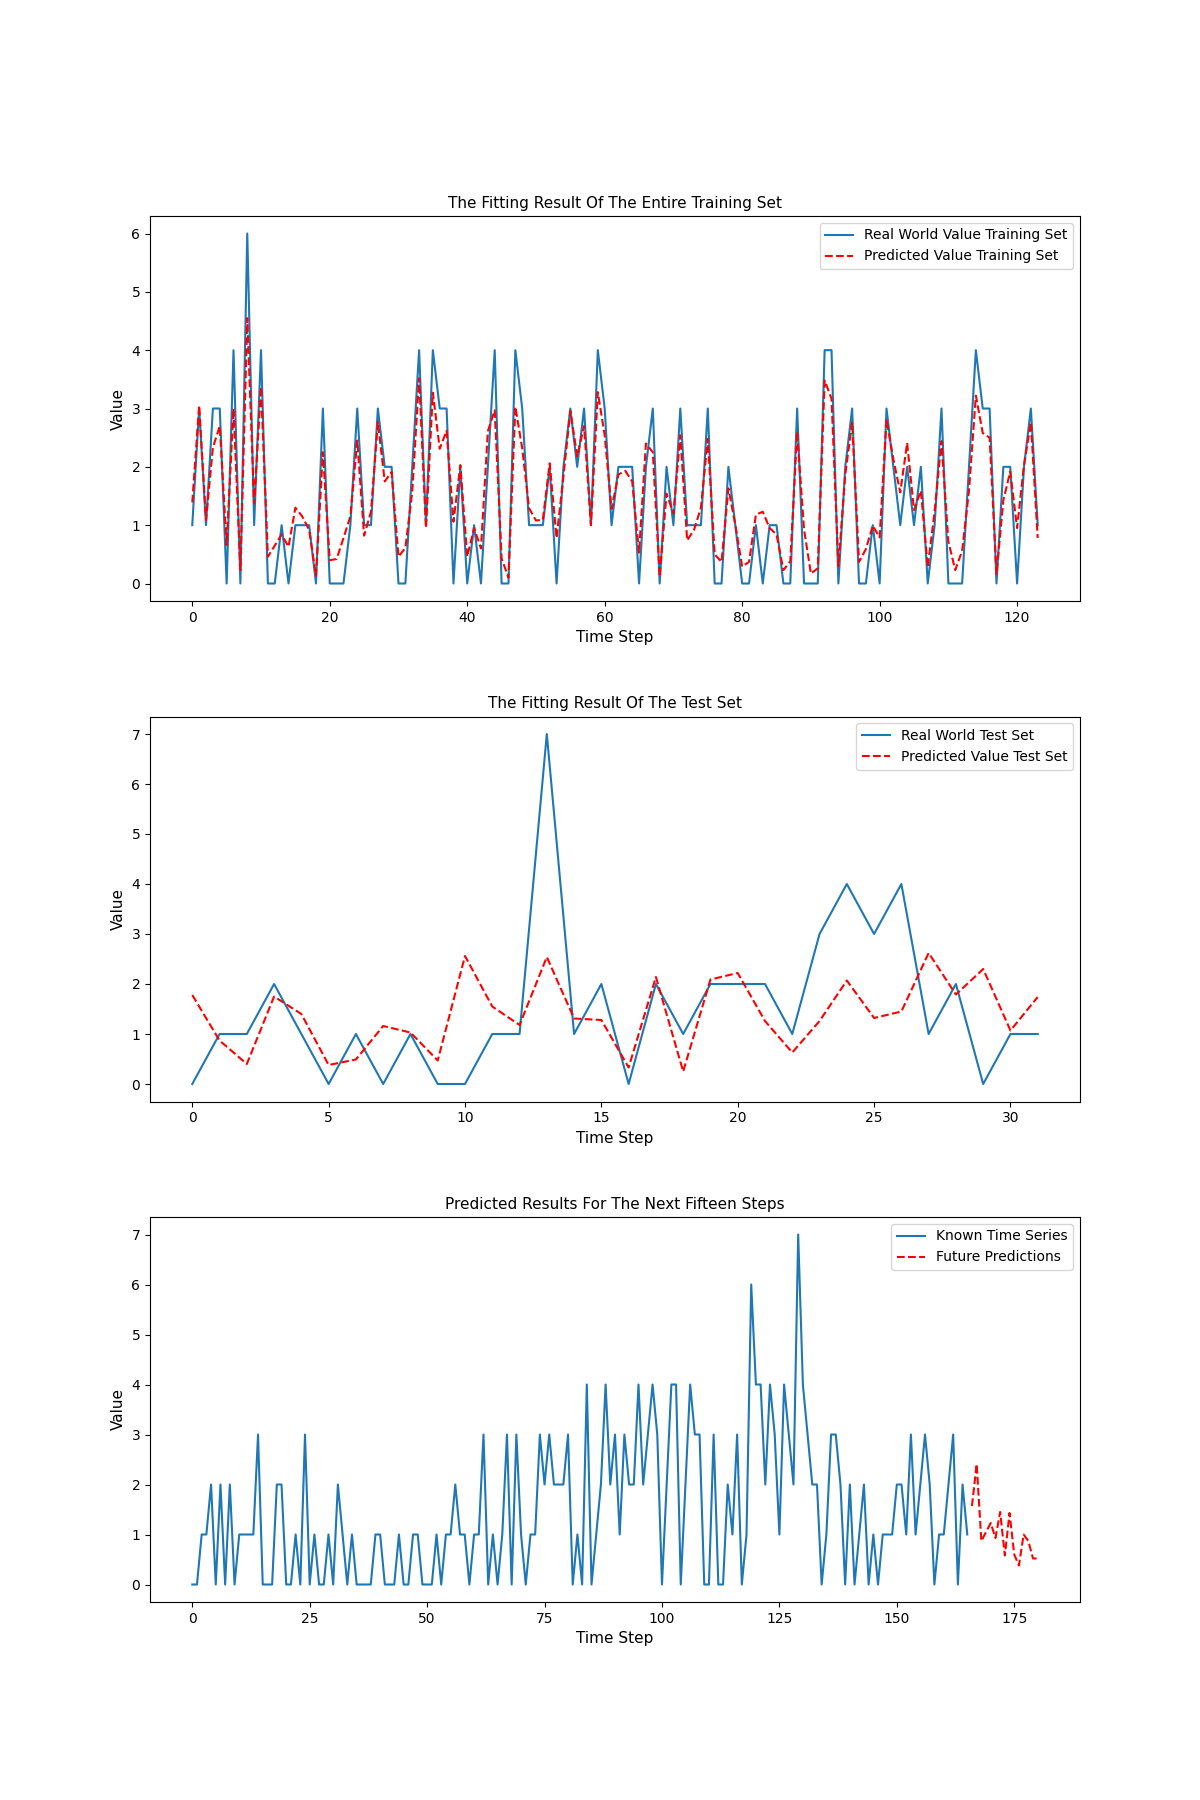 The Fitting Result Of The Entire Training Set
Real World Value Training Set
Predicted Value Training Set
Value
6
5
4
3
2
1
0
0 20 40 60 80 100 120
Time Step
The Fitting Result Of The Test Set
Real World Test Set
Predicted Value Test Set
Value
7
6
5
4
3
2
1
0
0 5 10 15 20 25 30
Time Step
Predicted Results For The Next Fifteen Steps
Known Time Series
Future Predictions
Value
7
6
5
4
3
2
1
0
0 25 50 75 100 125 150 175
Time Step